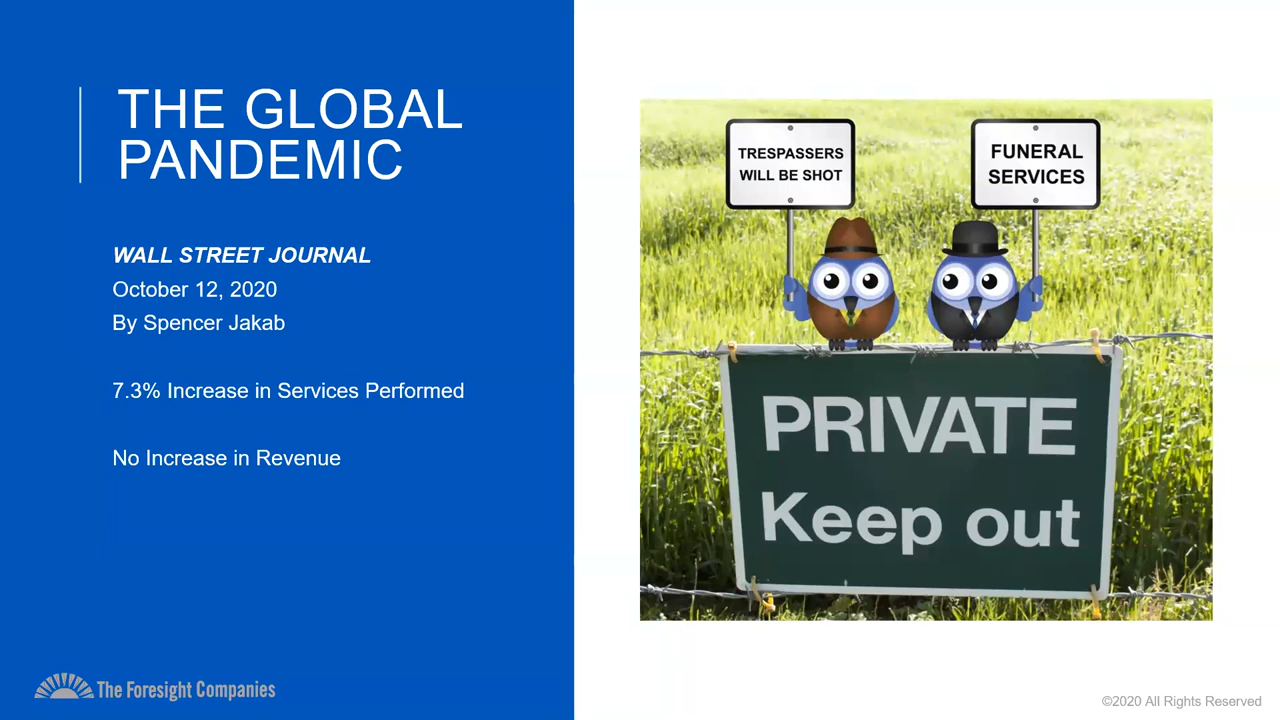 THE GLOBAL
PANDEMIC
WALL STREET JOURNAL
October 12, 2020
By Spencer Jakab
7.3% Increase in Services Performed
No Increase in Revenue
The Foresight Companies
TRESPASSERS
WILL BE SHOT
FUNERAL
SERVICES
PRIVATE
Keep out
©2020 All Rights Reserved